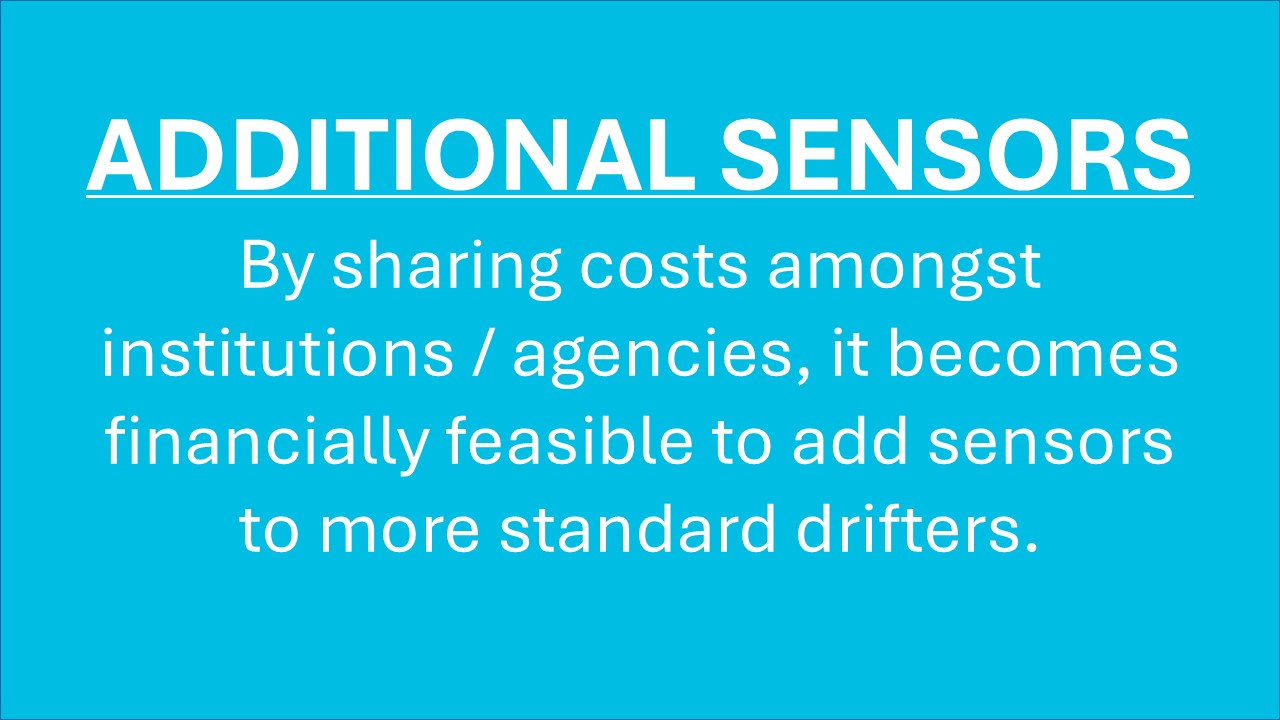 ADDITIONAL SENSORS
By sharing costs amongst
institutions / agencies, it becomes
financially feasible to add sensors
to more standard drifters.